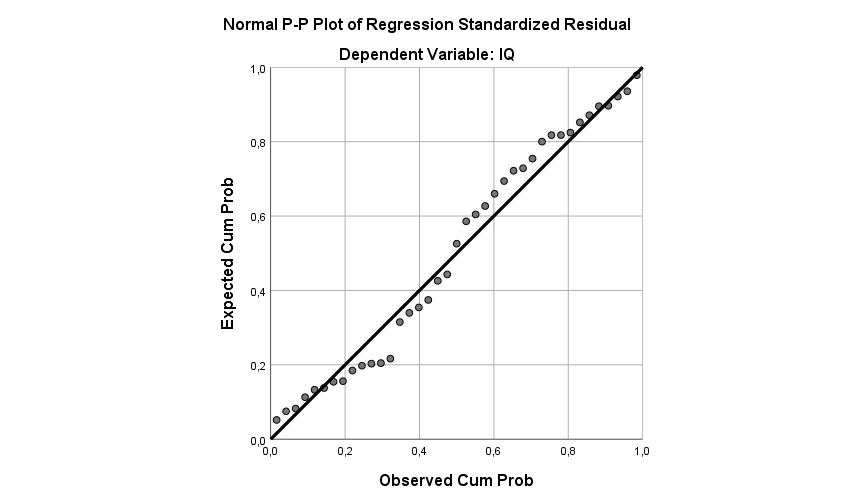 Normal P-P Plot of Regression Standardized Residual
Dependent Variable: IQ
1,0
0,8
0,6
0,4
0,2
0,0
Expected Cum Prob
0,0 0,2 0,4 0,6 0,8 1,0
Observed Cum Prob